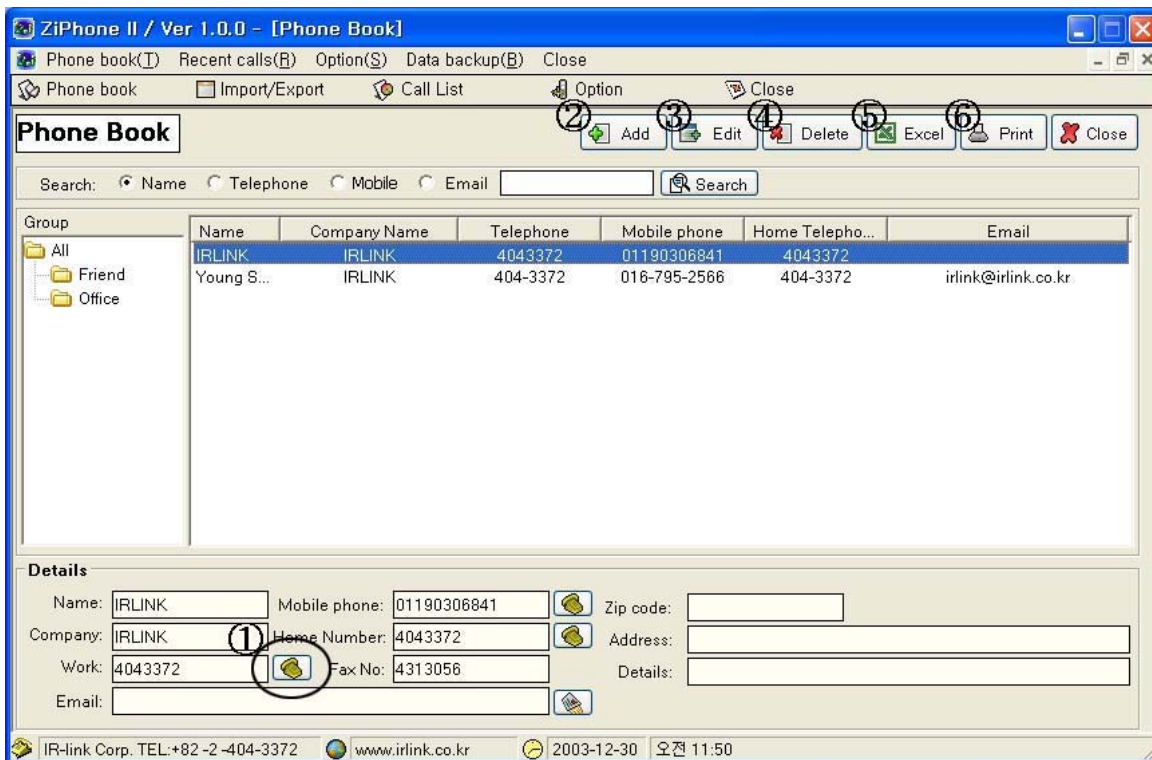 ZiPhone II / Ver 1.0.0 - [Phone Book]
Phone book(T) Recent calls(R) Option(S) Data backup(B) Close
Phone book Import/Export Call List Option Close
Phone Book ② Add ③ Edit ④ Delete ⑤ Excel ⑥ Print Close
Search: Name Telephone Mobile Email Search
Group
All
Friend
Office
Name Company Name Telephone Mobile phone Home Telepho... Email
IRLINK IRLINK 4043372 01190306841 4043372
Young S... IRLINK 404-3372 016-795-2566 404-3372 irlink@irlink.co.kr
Details
Name: IRLINK Mobile phone: 01190306841 Zip code:
Company: IRLINK ① Home Number: 4043372 Address:
Work: 4043372 Fax No: 4313056 Details:
Email:
IR-link Corp. TEL:+82 -2 -404-3372 www.irlink.co.kr 2003-12-30 오전 11:50